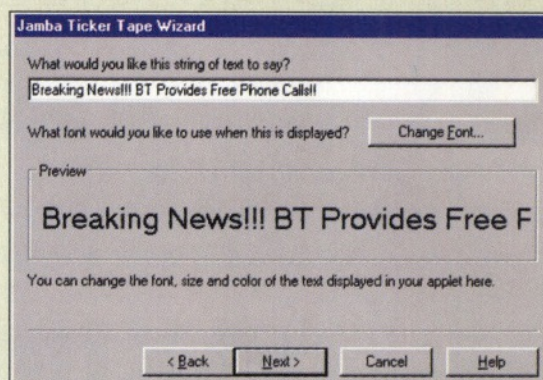 Jamba Ticker Tape Wizard
What would you like this string of text to say?
Breaking News!!! BT Provides Free Phone Calls!!
What font would you like to use when this is displayed? Change Font...
Preview
Breaking News!!! BT Provides Free F
You can change the font, size and color of the text displayed in your applet here.
< Back Next > Cancel Help